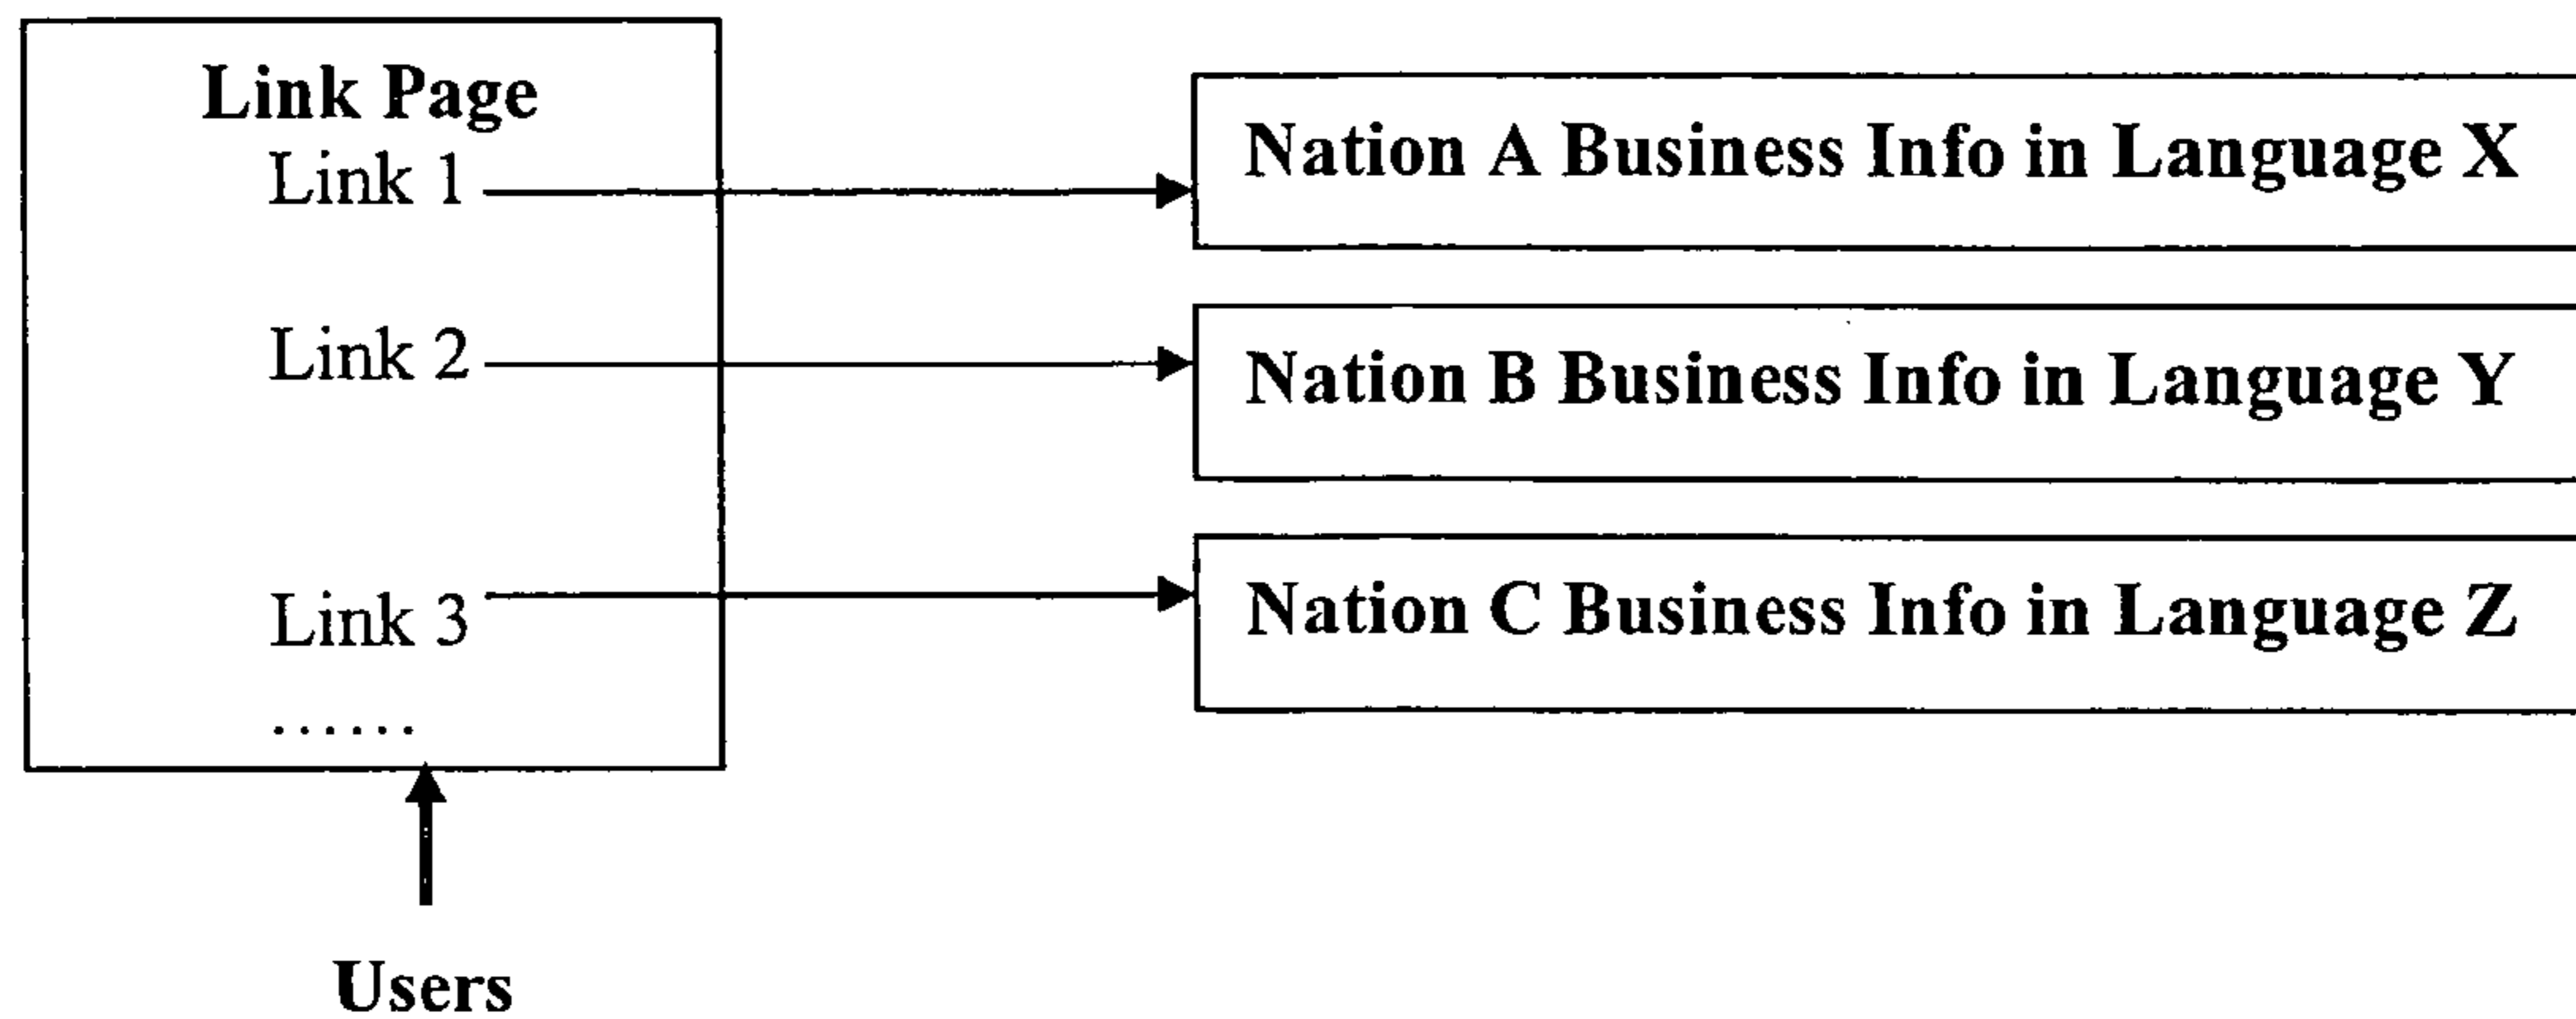 Link Page
Link 1
Nation A Business Info in Language X
Link 2
Nation B Business Info in Language Y
Link 3
Nation C Business Info in Language Z
......
Users